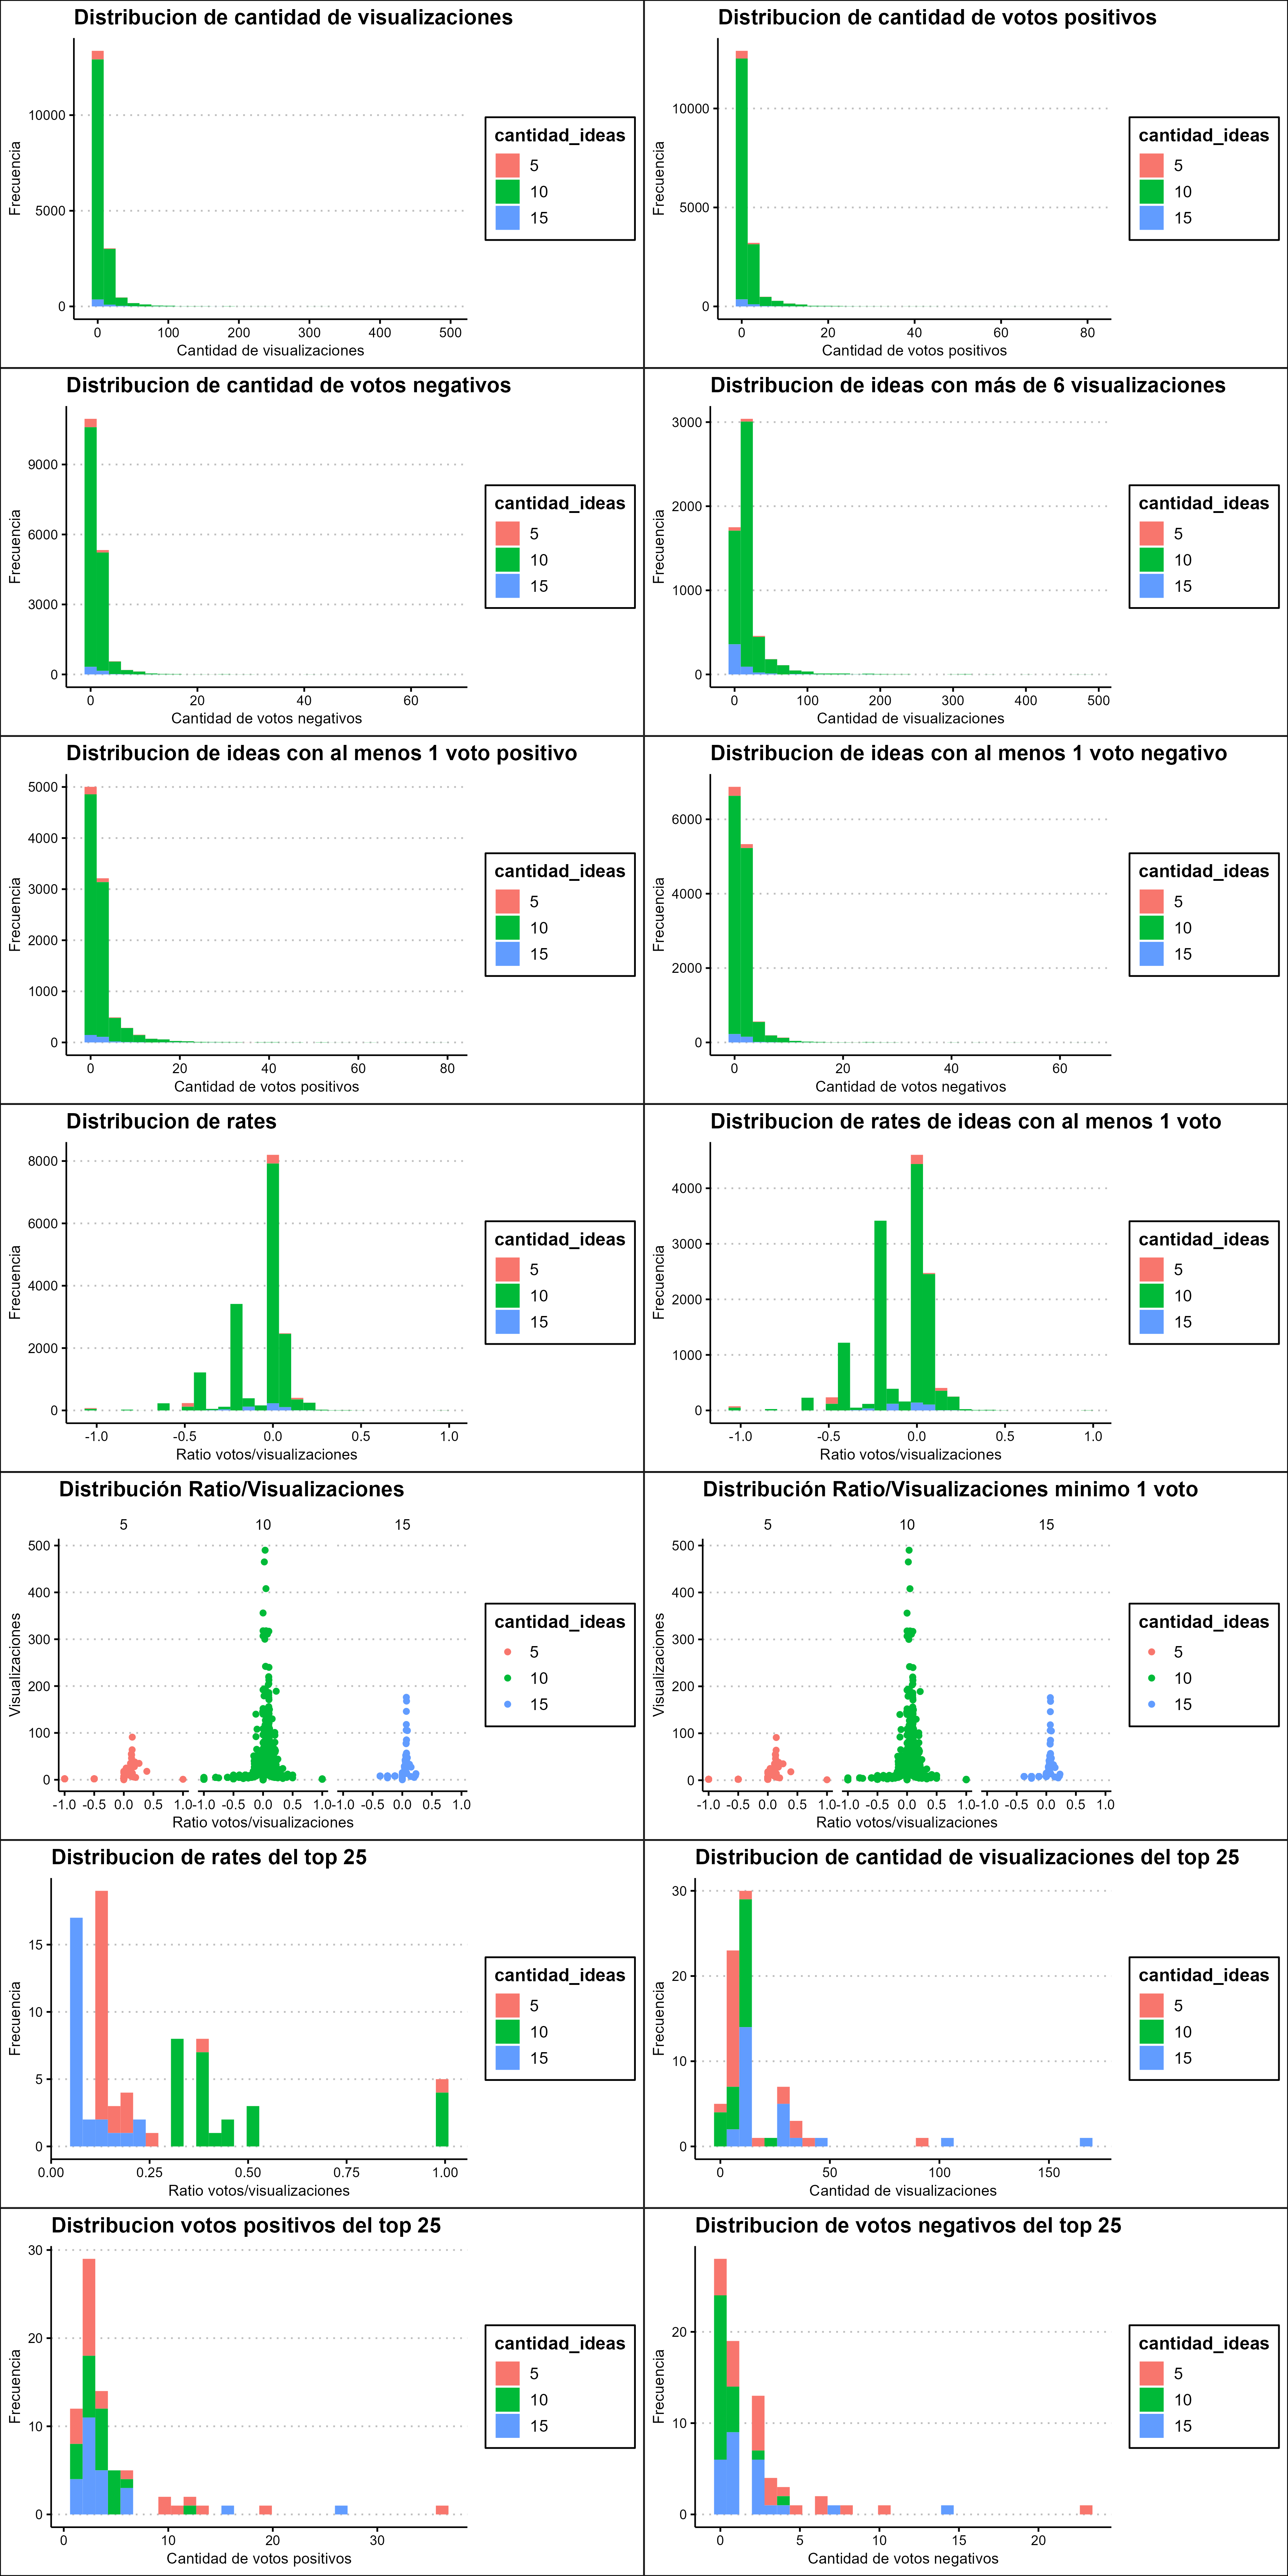 Distribucion de cantidad de visualizaciones
Frecuencia
10000
5000
0
0 100 200 300 400 500
Cantidad de visualizaciones
cantidad_ideas
5
10
15
Distribucion de cantidad de votos positivos
Frecuencia
10000
5000
0
0 20 40 60 80
Cantidad de votos positivos
cantidad_ideas
5
10
15
Distribucion de cantidad de votos negativos
Frecuencia
9000
6000
3000
0
0 20 40 60
Cantidad de votos negativos
cantidad_ideas
5
10
15
Distribucion de ideas con más de 6 visualizaciones
Frecuencia
3000
2000
1000
0
0 100 200 300 400 500
Cantidad de visualizaciones
cantidad_ideas
5
10
15
Distribucion de ideas con al menos 1 voto positivo
Frecuencia
5000
4000
3000
2000
1000
0
0 20 40 60 80
Cantidad de votos positivos
cantidad_ideas
5
10
15
Distribucion de ideas con al menos 1 voto negativo
Frecuencia
6000
4000
2000
0
0 20 40 60
Cantidad de votos negativos
cantidad_ideas
5
10
15
Distribucion de rates
Frecuencia
8000
6000
4000
2000
0
-1.0 -0.5 0.0 0.5 1.0
Ratio votos/visualizaciones
cantidad_ideas
5
10
15
Distribucion de rates de ideas con al menos 1 voto
Frecuencia
4000
3000
2000
1000
0
-1.0 -0.5 0.0 0.5 1.0
Ratio votos/visualizaciones
cantidad_ideas
5
10
15
Distribución Ratio/Visualizaciones
5 10 15
Visualizaciones
500
400
300
200
100
0
-1.0 -0.5 0.0 0.5 1.0 -1.0 -0.5 0.0 0.5 1.0 -1.0 -0.5 0.0 0.5 1.0
Ratio votos/visualizaciones
cantidad_ideas
5
10
15
Distribución Ratio/Visualizaciones minimo 1 voto
5 10 15
Visualizaciones
500
400
300
200
100
0
-1.0 -0.5 0.0 0.5 1.0 -1.0 -0.5 0.0 0.5 1.0 -1.0 -0.5 0.0 0.5 1.0
Ratio votos/visualizaciones
cantidad_ideas
5
10
15
Distribucion de rates del top 25
Frecuencia
15
10
5
0
0.00 0.25 0.50 0.75 1.00
Ratio votos/visualizaciones
cantidad_ideas
5
10
15
Distribucion de cantidad de visualizaciones del top 25
Frecuencia
30
20
10
0
0 50 100 150
Cantidad de visualizaciones
cantidad_ideas
5
10
15
Distribucion votos positivos del top 25
Frecuencia
30
20
10
0
0 10 20 30
Cantidad de votos positivos
cantidad_ideas
5
10
15
Distribucion de votos negativos del top 25
Frecuencia
20
10
0
0 5 10 15 20
Cantidad de votos negativos
cantidad_ideas
5
10
15